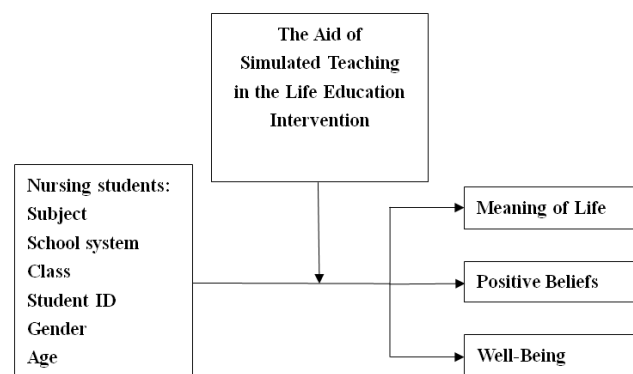 The Aid of
Simulated Teaching
in the Life Education
Intervention
Nursing students:
Subject
School system
Class
Student ID
Gender
Age
Meaning of Life
Positive Beliefs
Well-Being